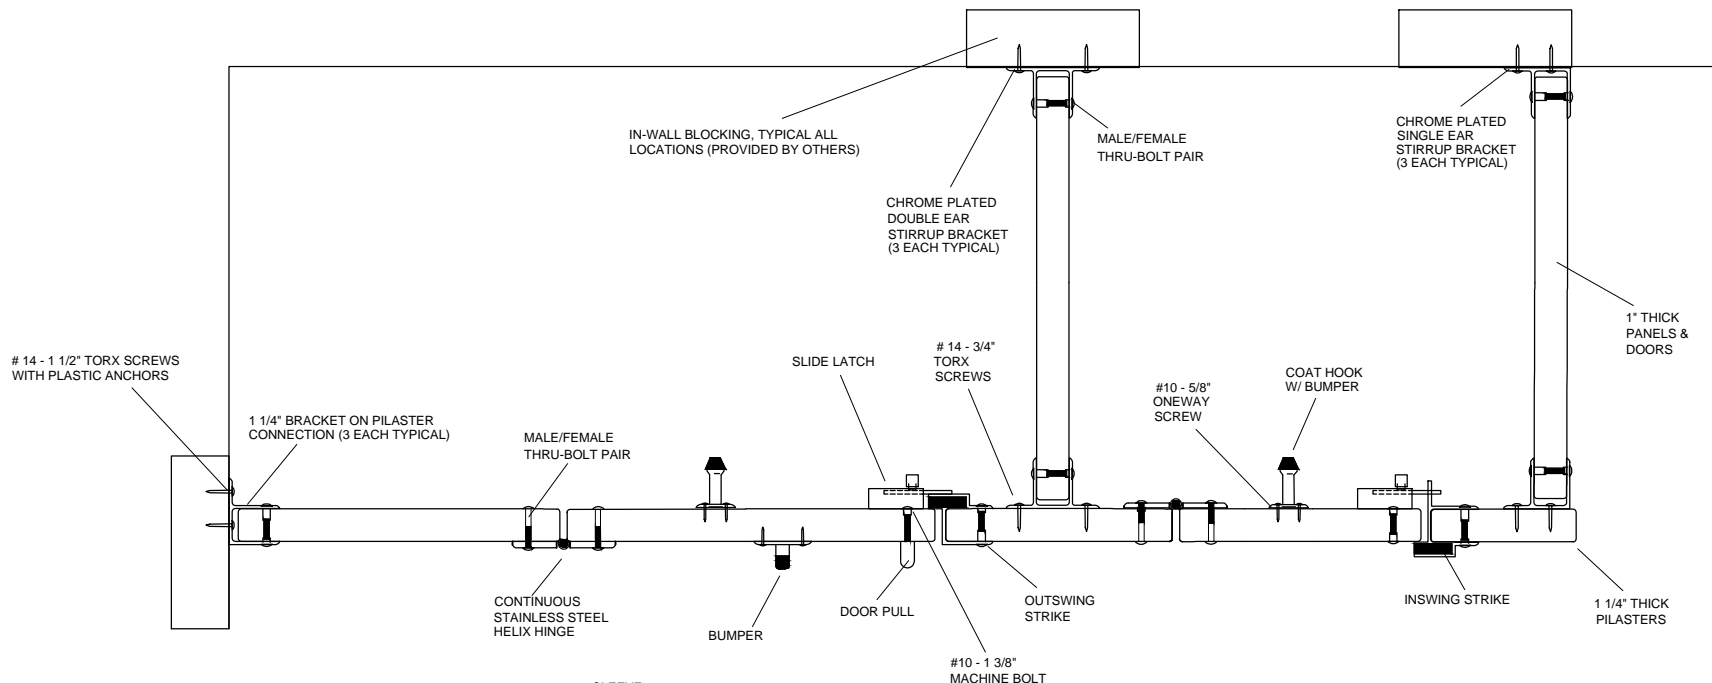 IN-WALL BLOCKING, TYPICAL ALL
LOCATIONS (PROVIDED BY OTHERS)
MALE/FEMALE
THRU-BOLT PAIR
CHROME PLATED
SINGLE EAR
STIRRUP BRACKET
(3 EACH TYPICAL)
CHROME PLATED
DOUBLE EAR
STIRRUP BRACKET
(3 EACH TYPICAL)
1" THICK
PANELS &
DOORS
# 14 - 1 1/2" TORX SCREWS
WITH PLASTIC ANCHORS
SLIDE LATCH
# 14 - 3/4"
TORX
SCREWS
#10 - 5/8"
ONEWAY
SCREW
COAT HOOK
W/ BUMPER
1 1/4" BRACKET ON PILASTER
CONNECTION (3 EACH TYPICAL)
MALE/FEMALE
THRU-BOLT PAIR
CONTINUOUS
STAINLESS STEEL
HELIX HINGE
BUMPER
DOOR PULL
OUTSWING
STRIKE
INSWING STRIKE
1 1/4" THICK
PILASTERS
#10 - 1 3/8"
MACHINE BOLT